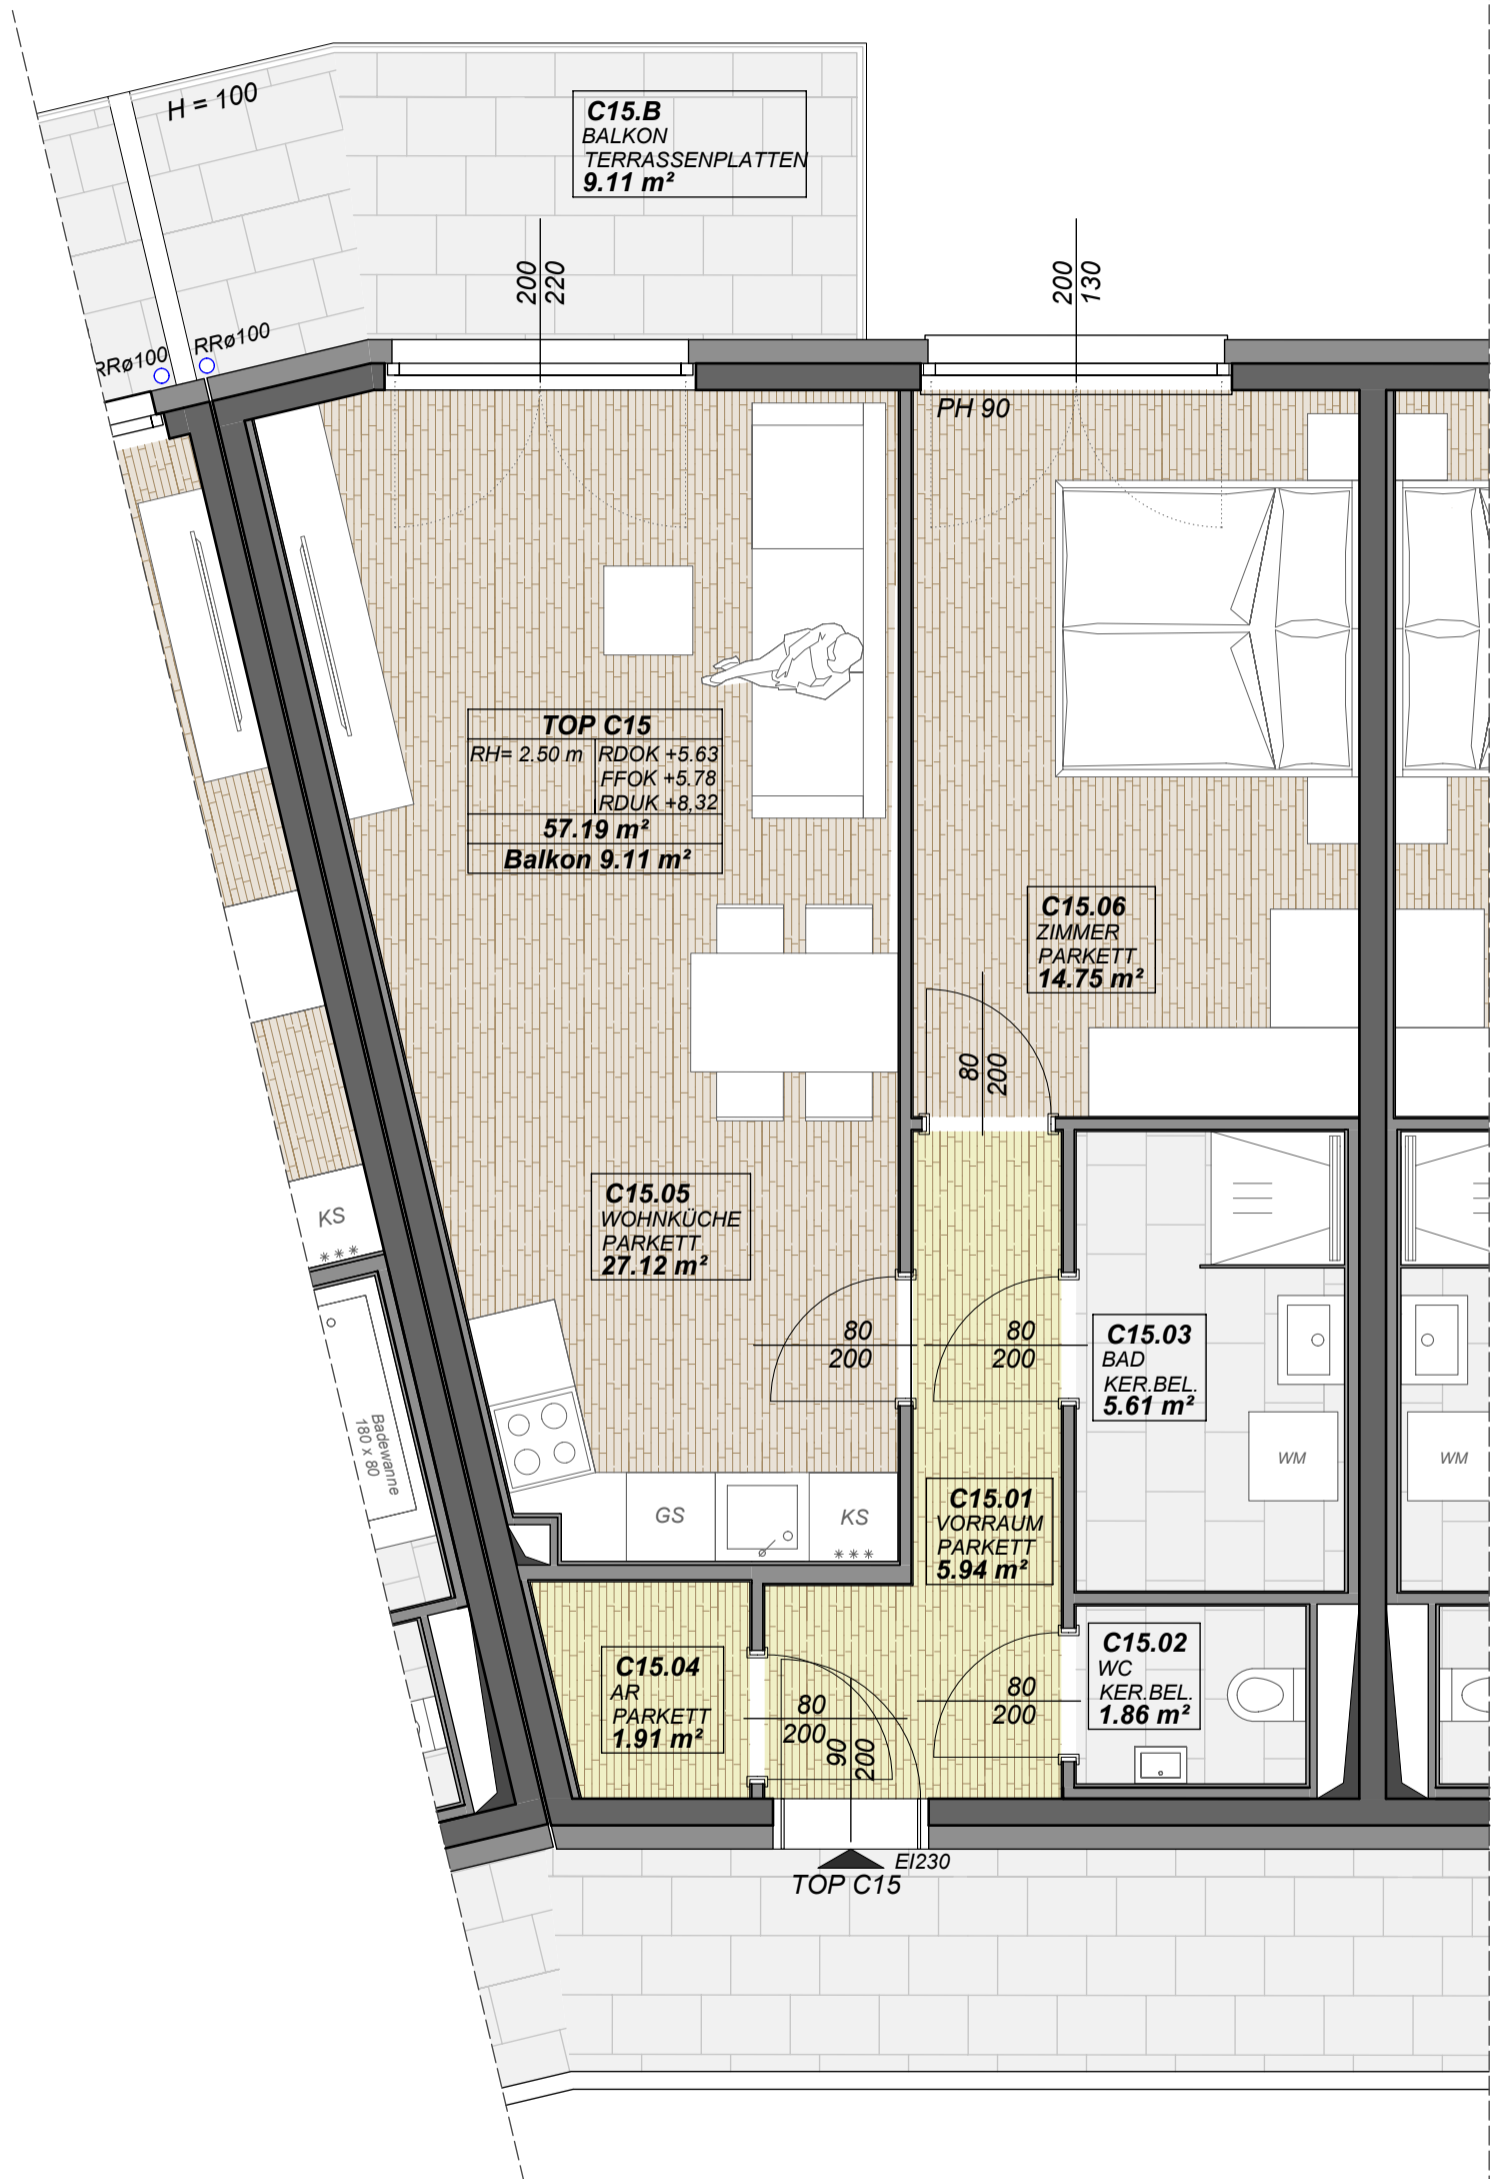 H = 100
C15.B
BALKON
TERRASSENPLATTEN
9.11 m²
200
220
200
130
RRø100
RRø100
PH 90
TOP C15
RH= 2.50 m
RDOK +5.63
FFOK +5.78
RDUK +8,32
57.19 m²
Balkon 9.11 m²
C15.06
ZIMMER
PARKETT
14.75 m²
80
200
C15.05
WOHNKÜCHE
PARKETT
27.12 m²
KS
***
80
200
80
200
C15.03
BAD
KER.BEL.
5.61 m²
Badewanne
180 x 80
WM
WM
GS
KS
***
C15.01
VORRAUM
PARKETT
5.94 m²
C15.04
AR
PARKETT
1.91 m²
80
200
90
200
80
200
C15.02
WC
KER.BEL.
1.86 m²
EI230
TOP C15